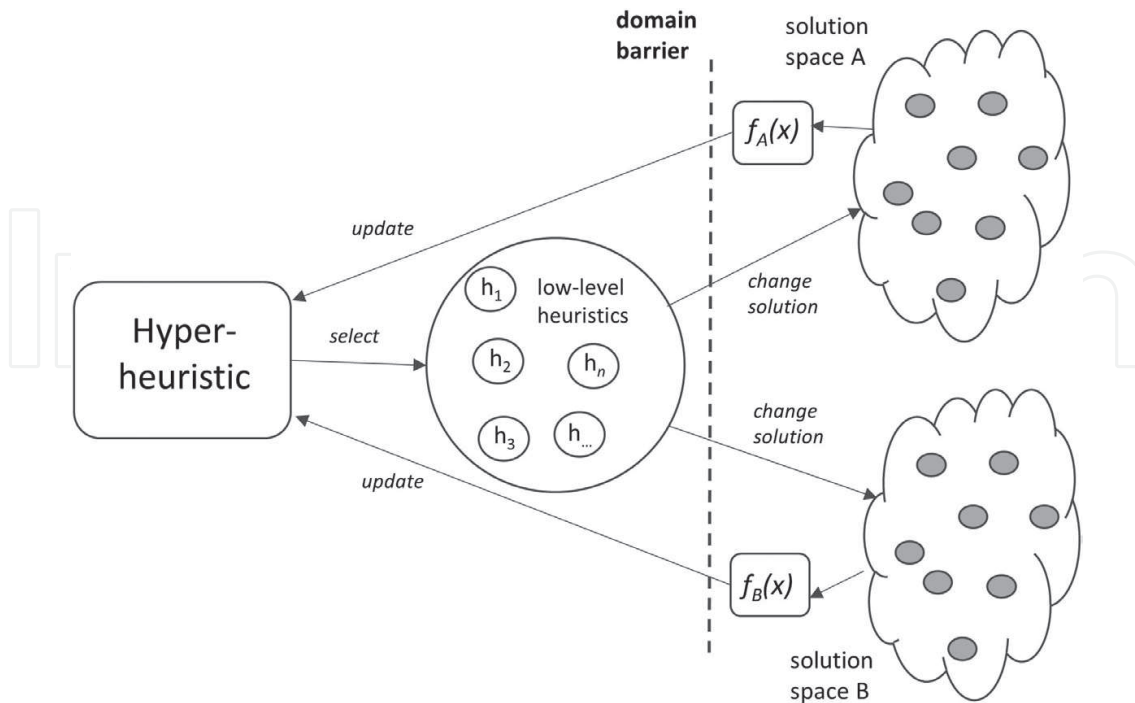 domain
barrier
solution
space A
f_A(x)
update
change
solution
Hyper-
heuristic
select
low-level
heuristics
h_1
h_2
h_n
h_3
h_...
change
solution
update
f_B(x)
solution
space B